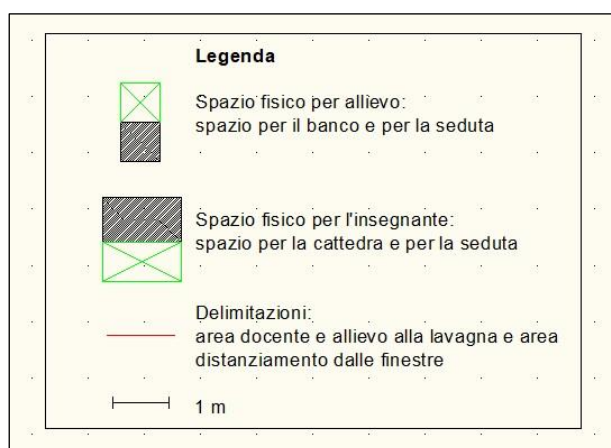 Legenda
Spazio fisico per allievo:
spazio per il banco e per la seduta
Spazio fisico per l'insegnante:
spazio per la cattedra e per la seduta
Delimitazioni:
area docente e allievo alla lavagna e area
distanziamento dalle finestre
1 m